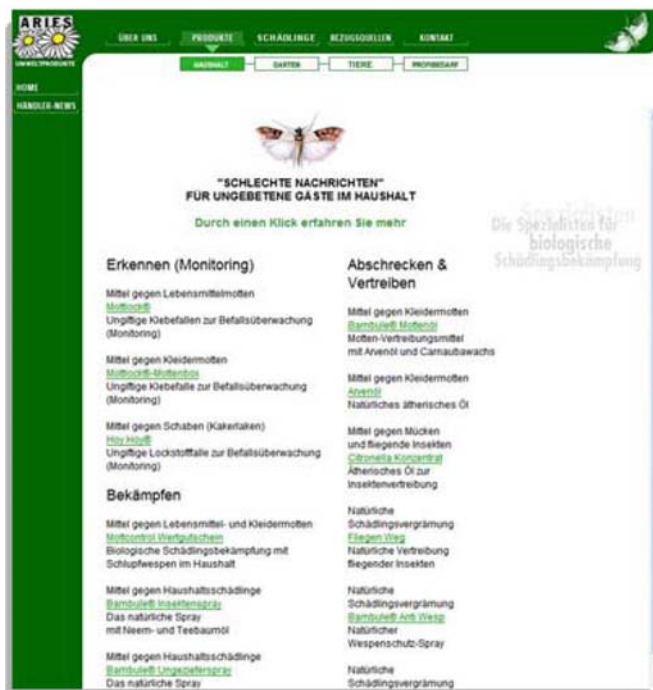 ARIES
UMWELTPRODUKTE
ÜBER UNS
PRODUKTE
SCHÄDLINGE
BEZUGSQUELLEN
KONTAKT
HAUSHALT
GARTEN
TIERE
PROFIBEDARF
HOME
HÄNDLER-NEWS
"SCHLECHTE NACHRICHTEN"
FÜR UNGEBETENE GÄSTE IM HAUSHALT
Durch einen Klick erfahren Sie mehr
Spezialisten
Die Spezialisten für
biologische
Schädlingsbekämpfung
Erkennen (Monitoring)
Mittel gegen Lebensmittelmotten
Mottlock®
Ungiftige Klebefallen zur Befallsüberwachung
(Monitoring)
Mittel gegen Kleidermotten
Mottlock®-Mottenbox
Ungiftige Klebefalle zur Befallsüberwachung
(Monitoring)
Mittel gegen Schaben (Kakerlaken)
Hoy Hoy®
Ungiftige Lockstofffalle zur Befallsüberwachung
(Monitoring)
Bekämpfen
Mittel gegen Lebensmittel- und Kleidermotten
Mottcontrol Wertgutschein
Biologische Schädlingsbekämpfung mit
Schlupfwespen im Haushalt
Mittel gegen Haushaltsschädlinge
Bambule® Insektenspray
Das natürliche Spray
mit Neem- und Teebaumöl
Mittel gegen Haushaltsschädlinge
Bambule® Ungezieferspray
Das natürliche Spray
Abschrecken &
Vertreiben
Mittel gegen Kleidermotten
Bambule® Mottenöl
Motten-Vertreibungsmittel
mit Arvenöl und Carnaubawachs
Mittel gegen Kleidermotten
Arvenöl
Natürliches ätherisches Öl
Mittel gegen Mücken
und fliegende Insekten
Citronella Konzentrat
Ätherisches Öl zur
Insektenvertreibung
Natürliche
Schädlingsvergrämung
Fliegen Weg
Natürliche Vertreibung
fliegender Insekten
Natürliche
Schädlingsvergrämung
Bambule® Anti Wesp
Natürlicher
Wespenschutz-Spray
Natürliche
Schädlingsvergrämung